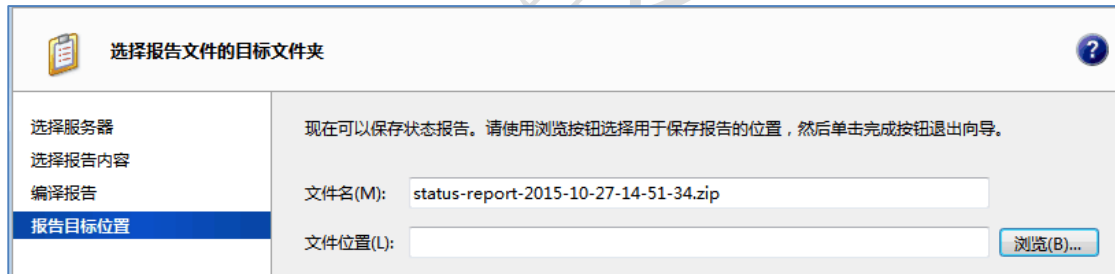 选择报告文件的目标文件夹
?
选择服务器
选择报告内容
编译报告
报告目标位置
现在可以保存状态报告。请使用浏览按钮选择用于保存报告的位置，然后单击完成按钮退出向导。
文件名(M): status-report-2015-10-27-14-51-34.zip
文件位置(L): 浏览(B)...